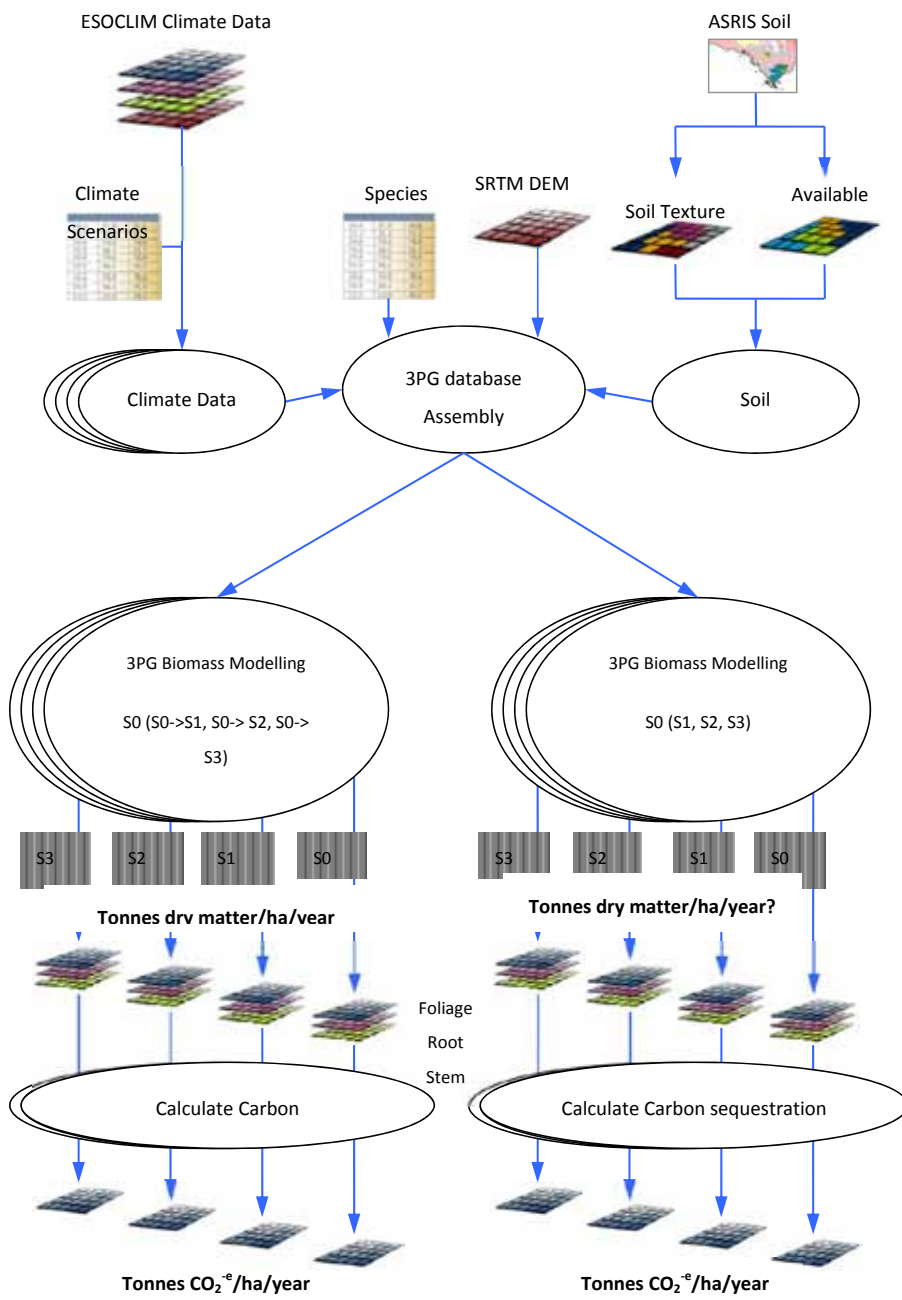 ESOCLIM Climate Data
ASRIS Soil
Climate
Scenarios
Species
SRTM DEM
Soil Texture
Available
Climate Data
3PG database
Assembly
Soil
3PG Biomass Modelling
S0 (S0->S1, S0-> S2, S0->
S3)
3PG Biomass Modelling
S0 (S1, S2, S3)
S3
S2
S1
S0
S3
S2
S1
S0
Tonnes dry matter/ha/year
Tonnes dry matter/ha/year?
Foliage
Root
Stem
Calculate Carbon
Calculate Carbon sequestration
Tonnes CO₂⁻ᵉ/ha/year
Tonnes CO₂⁻ᵉ/ha/year